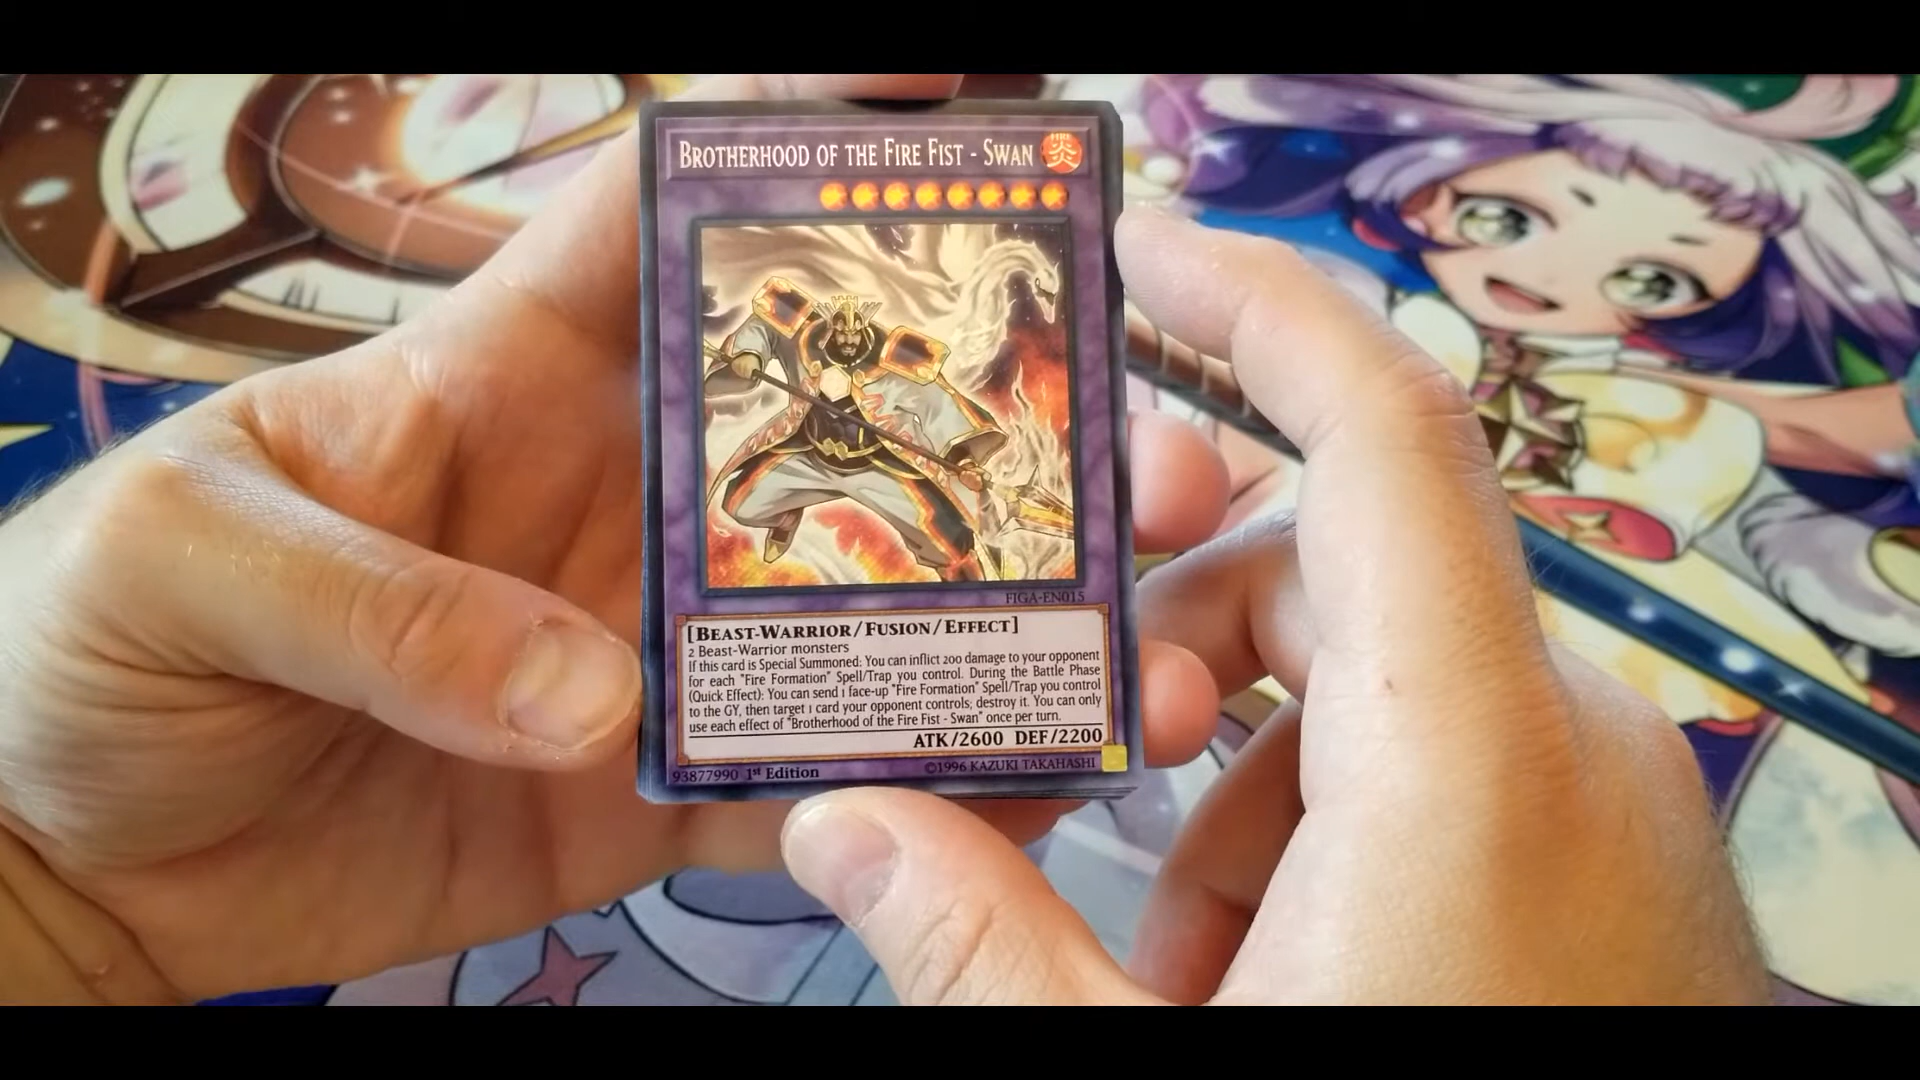 BROTHERHOOD OF THE FIRE FIST - SWAN
FIRE
炎
FIGA-EN015
[BEAST-WARRIOR/FUSION/EFFECT]
2 Beast-Warrior monsters
If this card is Special Summoned: You can inflict 200 damage to your opponent
for each "Fire Formation" Spell/Trap you control. During the Battle Phase
(Quick Effect): You can send 1 face-up "Fire Formation" Spell/Trap you control
to the GY, then target 1 card your opponent controls; destroy it. You can only
use each effect of "Brotherhood of the Fire Fist - Swan" once per turn.
ATK/2600 DEF/2200
93877990 1st Edition ©1996 KAZUKI TAKAHASHI